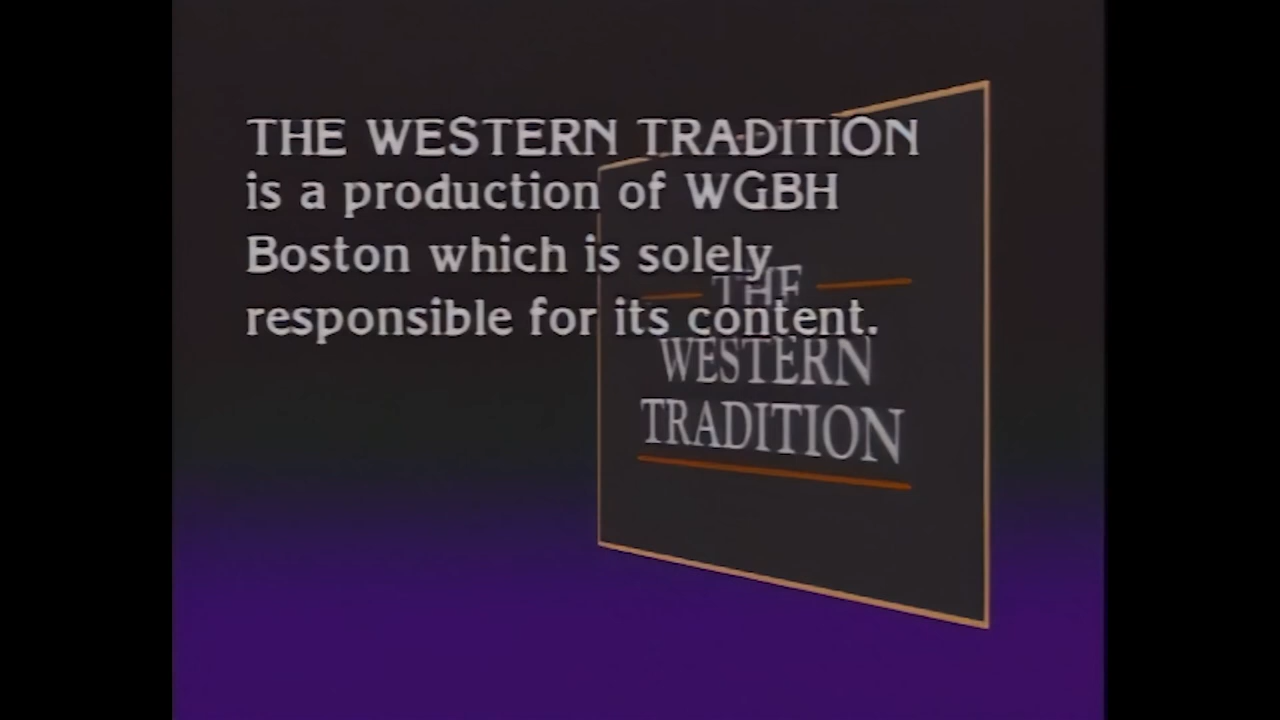 THE WESTERN TRADITION
is a production of WGBH
Boston which is solely
responsible for its content.
THE
WESTERN
TRADITION